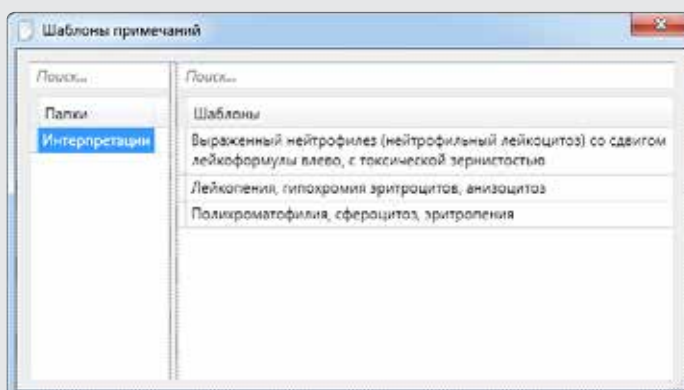 Шаблоны примечаний
Поиск...
Поиск...
Папки
Шаблоны
Интерпретации
Выраженный нейтрофилез (нейтрофильный лейкоцитоз) со сдвигом
лейкоформулы влево, с токсической зернистостью
Лейкопения, гипохромия эритроцитов, анизоцитоз
Полихроматофилия, сфероцитоз, эритропения